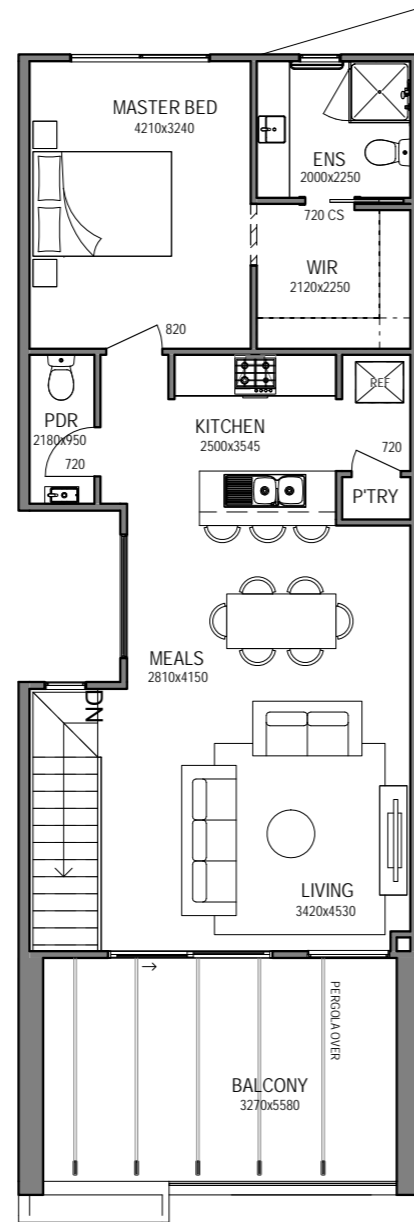 MASTER BED
4210x3240
ENS
2000x2250
720 CS
WIR
2120x2250
820
PDR
2180x950
720
KITCHEN
2500x3545
REF
720
P'TRY
MEALS
2810x4150
DN
LIVING
3420x4530
PERGOLA OVER
BALCONY
3270x5580